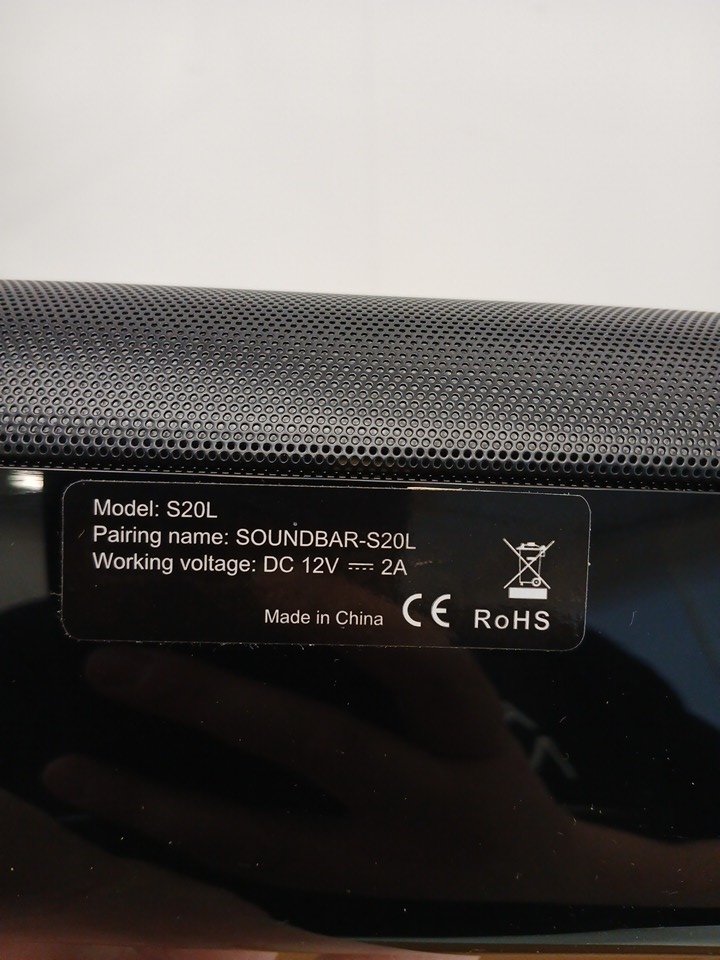 Model: S20L
Pairing name: SOUNDBAR-S20L
Working voltage: DC 12V ⎓ 2A
Made in China CE RoHS